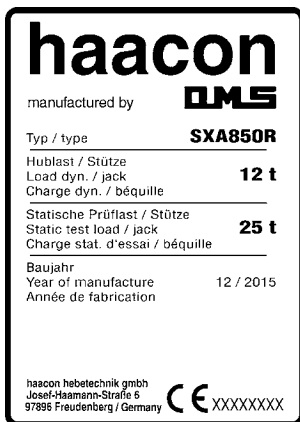 haacon
manufactured by QMS
Typ / type SXA850R
Hublast / Stütze
Load dyn. / jack 12 t
Charge dyn. / béquille
Statische Prüflast / Stütze
Static test load / jack 25 t
Charge stat. d'essai / béquille
Baujahr
Year of manufacture 12 / 2015
Année de fabrication
haacon hebetechnik gmbh
Josef-Haamann-Straße 6
97896 Freudenberg / Germany CE XXXXXXXX